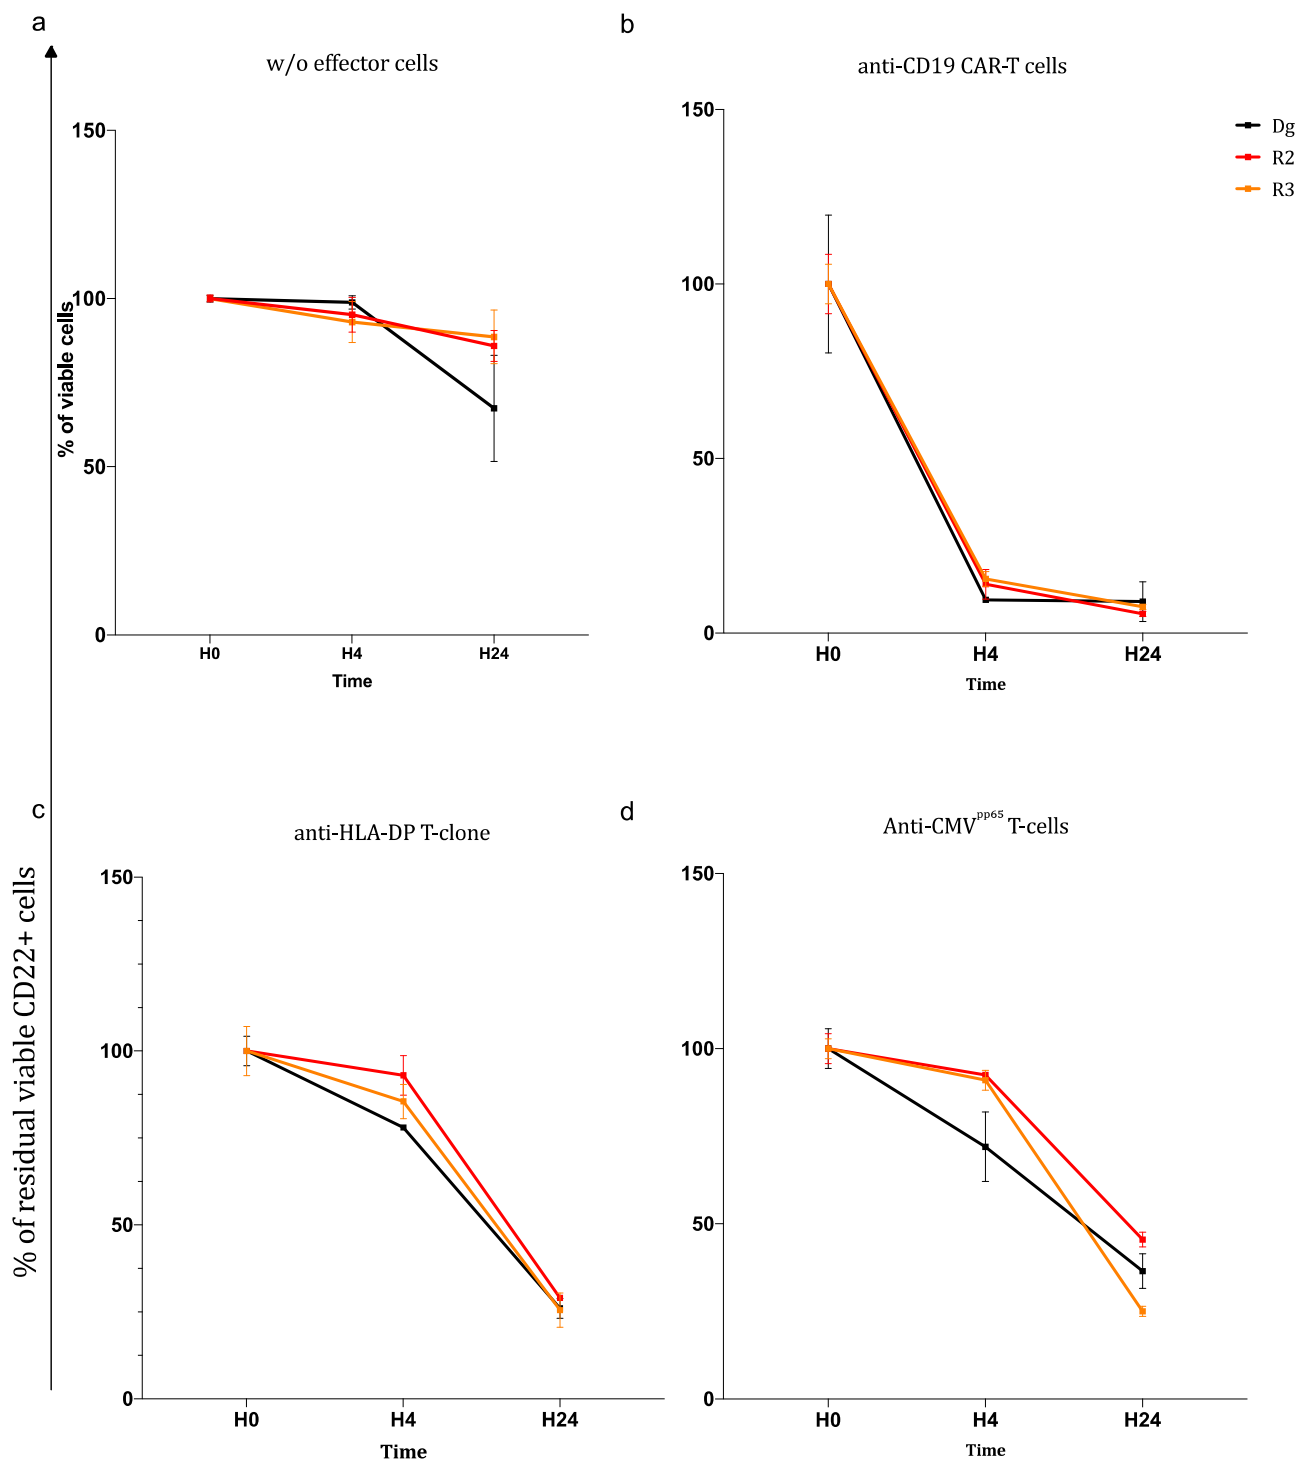 a
w/o effector cells
% of viable cells
150
100
50
0
H0 H4 H24
Time
b
anti-CD19 CAR-T cells
150
100
50
0
H0 H4 H24
Time
Dg
R2
R3
% of residual viable CD22+ cells
c
anti-HLA-DP T-clone
150
100
50
0
H0 H4 H24
Time
d
Anti-CMVpp65 T-cells
150
100
50
0
H0 H4 H24
Time